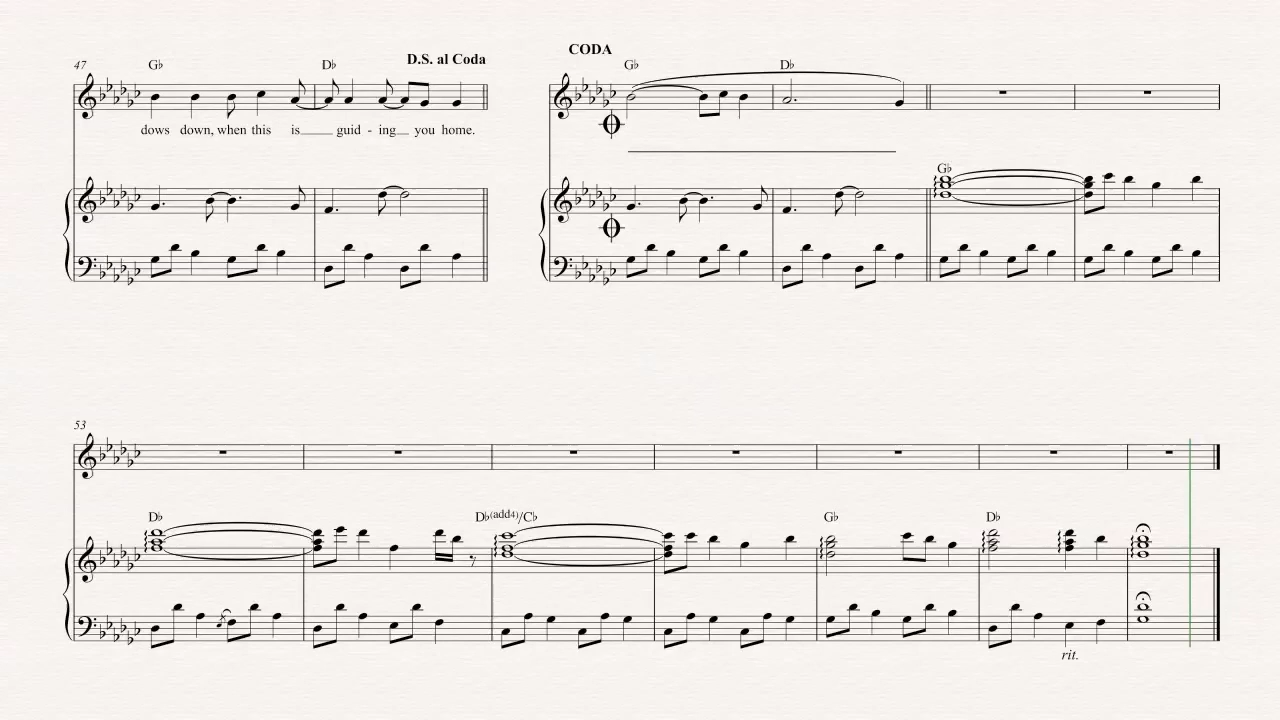 CODA
47 G♭ D♭ D.S. al Coda G♭ D♭
dows down, when this is guid - ing you home.
G♭
53
D♭ D♭(add4)/C♭ G♭ D♭
rit.